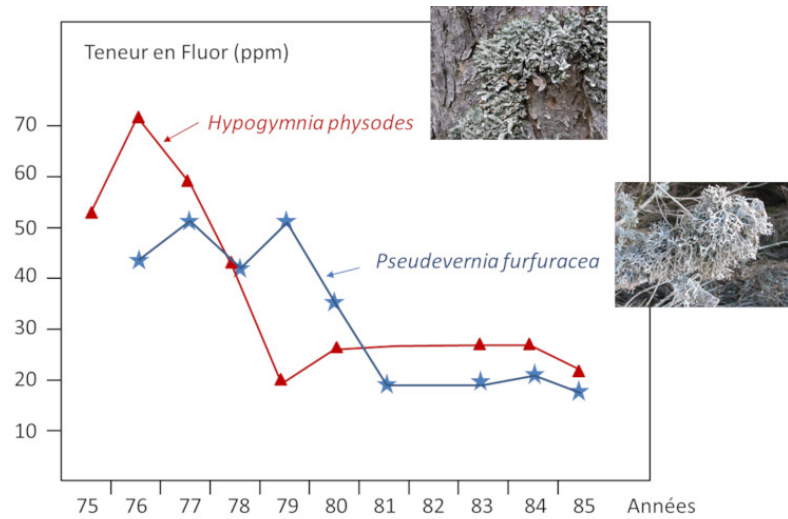 Teneur en Fluor (ppm)
Hypogymnia physodes
Pseudevernia furfuracea
70
60
50
40
30
20
10
75 76 77 78 79 80 81 82 83 84 85 Années